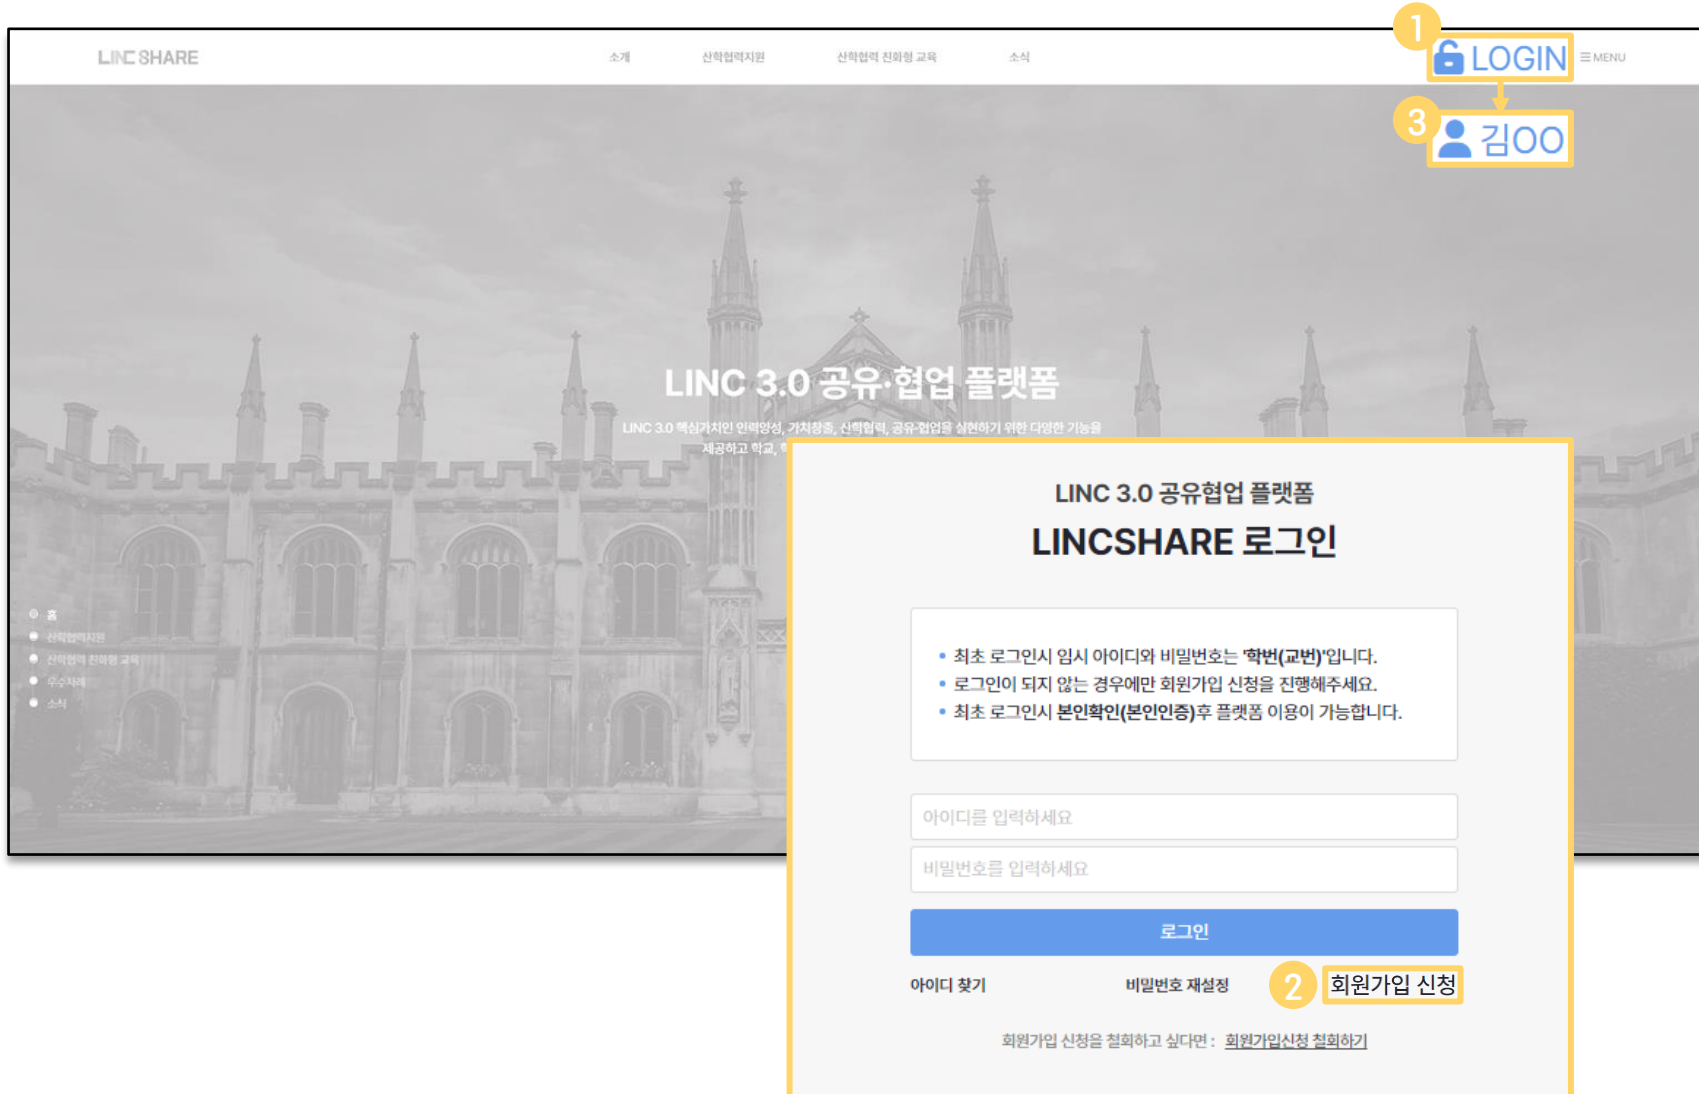 1
LINC SHARE
소개
산학협력지원
산학협력 친화형 교육
소식
LOGIN
MENU
3
김OO
LINC 3.0 공유·협업 플랫폼
LINC 3.0 핵심가치인 인력양성, 가치창출, 산학협력, 공유·협업을 실현하기 위한 다양한 기능을
제공하고 학교,
홈
산학협력지원
산학협력 친화형 교육
우수사례
소식
LINC 3.0 공유협업 플랫폼
LINCSHARE 로그인
• 최초 로그인시 임시 아이디와 비밀번호는 '학번(교번)'입니다.
• 로그인이 되지 않는 경우에만 회원가입 신청을 진행해주세요.
• 최초 로그인시 본인확인(본인인증)후 플랫폼 이용이 가능합니다.
아이디를 입력하세요
비밀번호를 입력하세요
로그인
아이디 찾기
비밀번호 재설정
2
회원가입 신청
회원가입 신청을 철회하고 싶다면 : 회원가입신청 철회하기